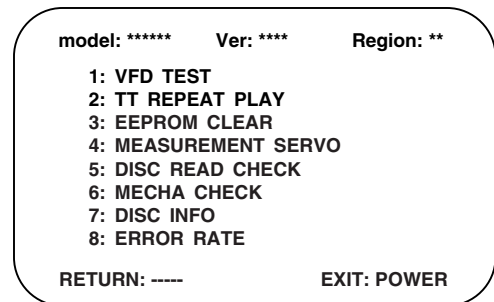 model: ****** Ver: **** Region: **
1: VFD TEST
2: TT REPEAT PLAY
3: EEPROM CLEAR
4: MEASUREMENT SERVO
5: DISC READ CHECK
6: MECHA CHECK
7: DISC INFO
8: ERROR RATE
RETURN: ----- EXIT: POWER